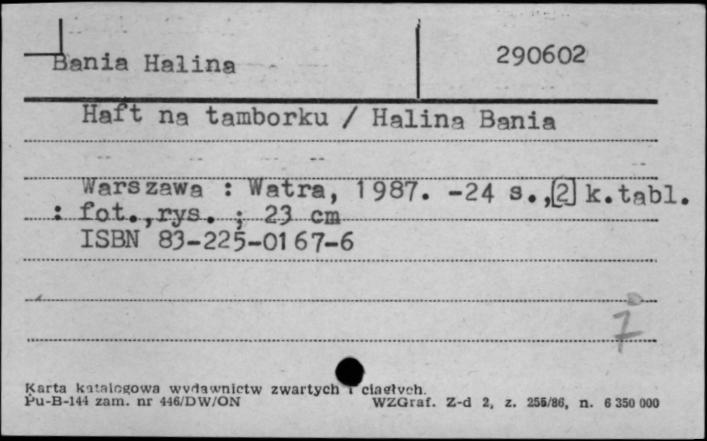 Bania Halina
290602
Haft na tamborku / Halina Bania
Warszawa : Watra, 1987. -24 s.,[2] k.tabl.
: fot.,rys. ; 23 cm
ISBN 83-225-0167-6
7
Karta katalogowa wydawnictw zwartych i ciągłych.
Pu-B-144 zam. nr 446/DW/ON
WZGraf. Z-d 2, z. 255/86, n. 6 350 000